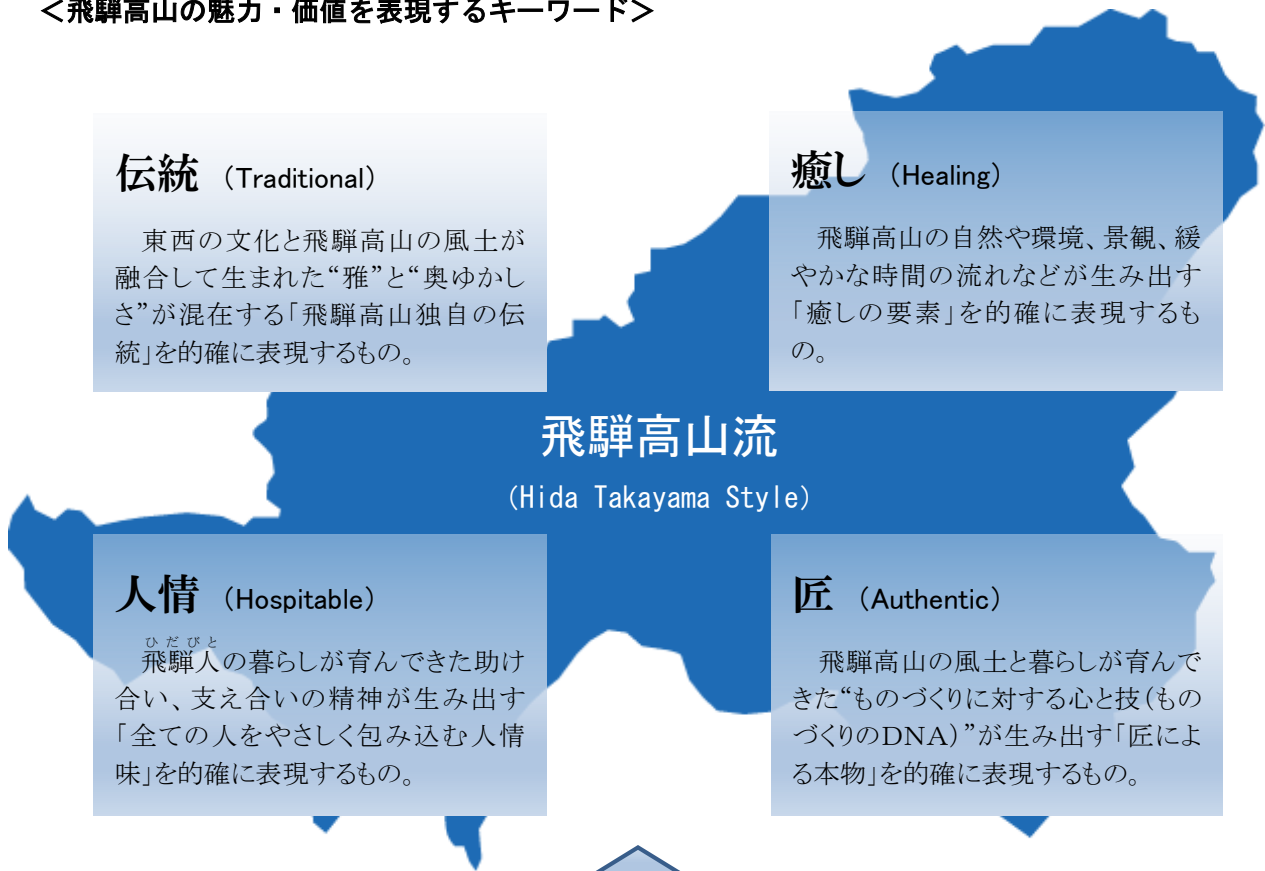 ＜飛騨高山の魅力・価値を表現するキーワード＞
伝統 （Traditional）
東西の文化と飛騨高山の風土が
融合して生まれた“雅”と“奥ゆかし
さ”が混在する「飛騨高山独自の伝
統」を的確に表現するもの。
癒し （Healing）
飛騨高山の自然や環境、景観、緩
やかな時間の流れなどが生み出す
「癒しの要素」を的確に表現するも
の。
飛騨高山流
(Hida Takayama Style)
人情 （Hospitable）
ひだびと
飛騨人の暮らしが育んできた助け
合い、支え合いの精神が生み出す
「全ての人をやさしく包み込む人情
味」を的確に表現するもの。
匠 （Authentic）
飛騨高山の風土と暮らしが育んで
きた“ものづくりに対する心と技(もの
づくりのDNA)”が生み出す「匠によ
る本物」を的確に表現するもの。